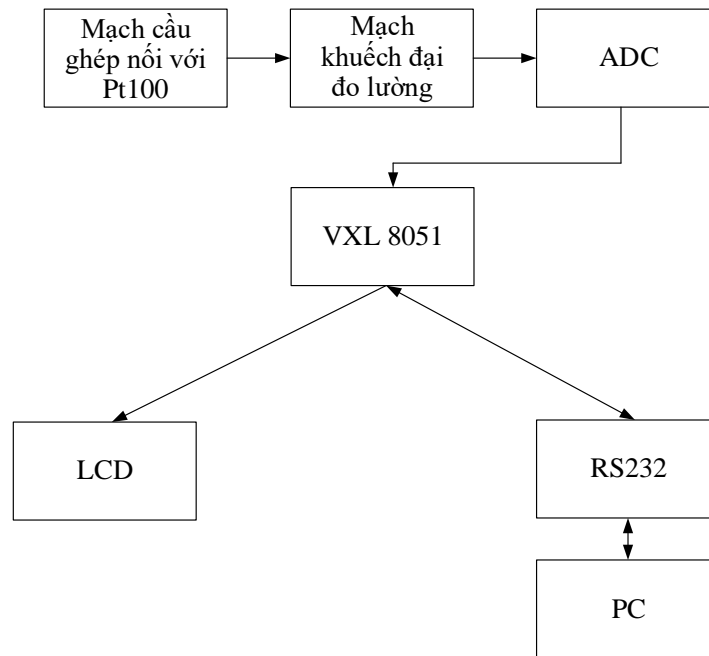 Mạch cầu
ghép nối với
Pt100
Mạch
khuếch đại
đo lường
ADC
VXL 8051
LCD
RS232
PC